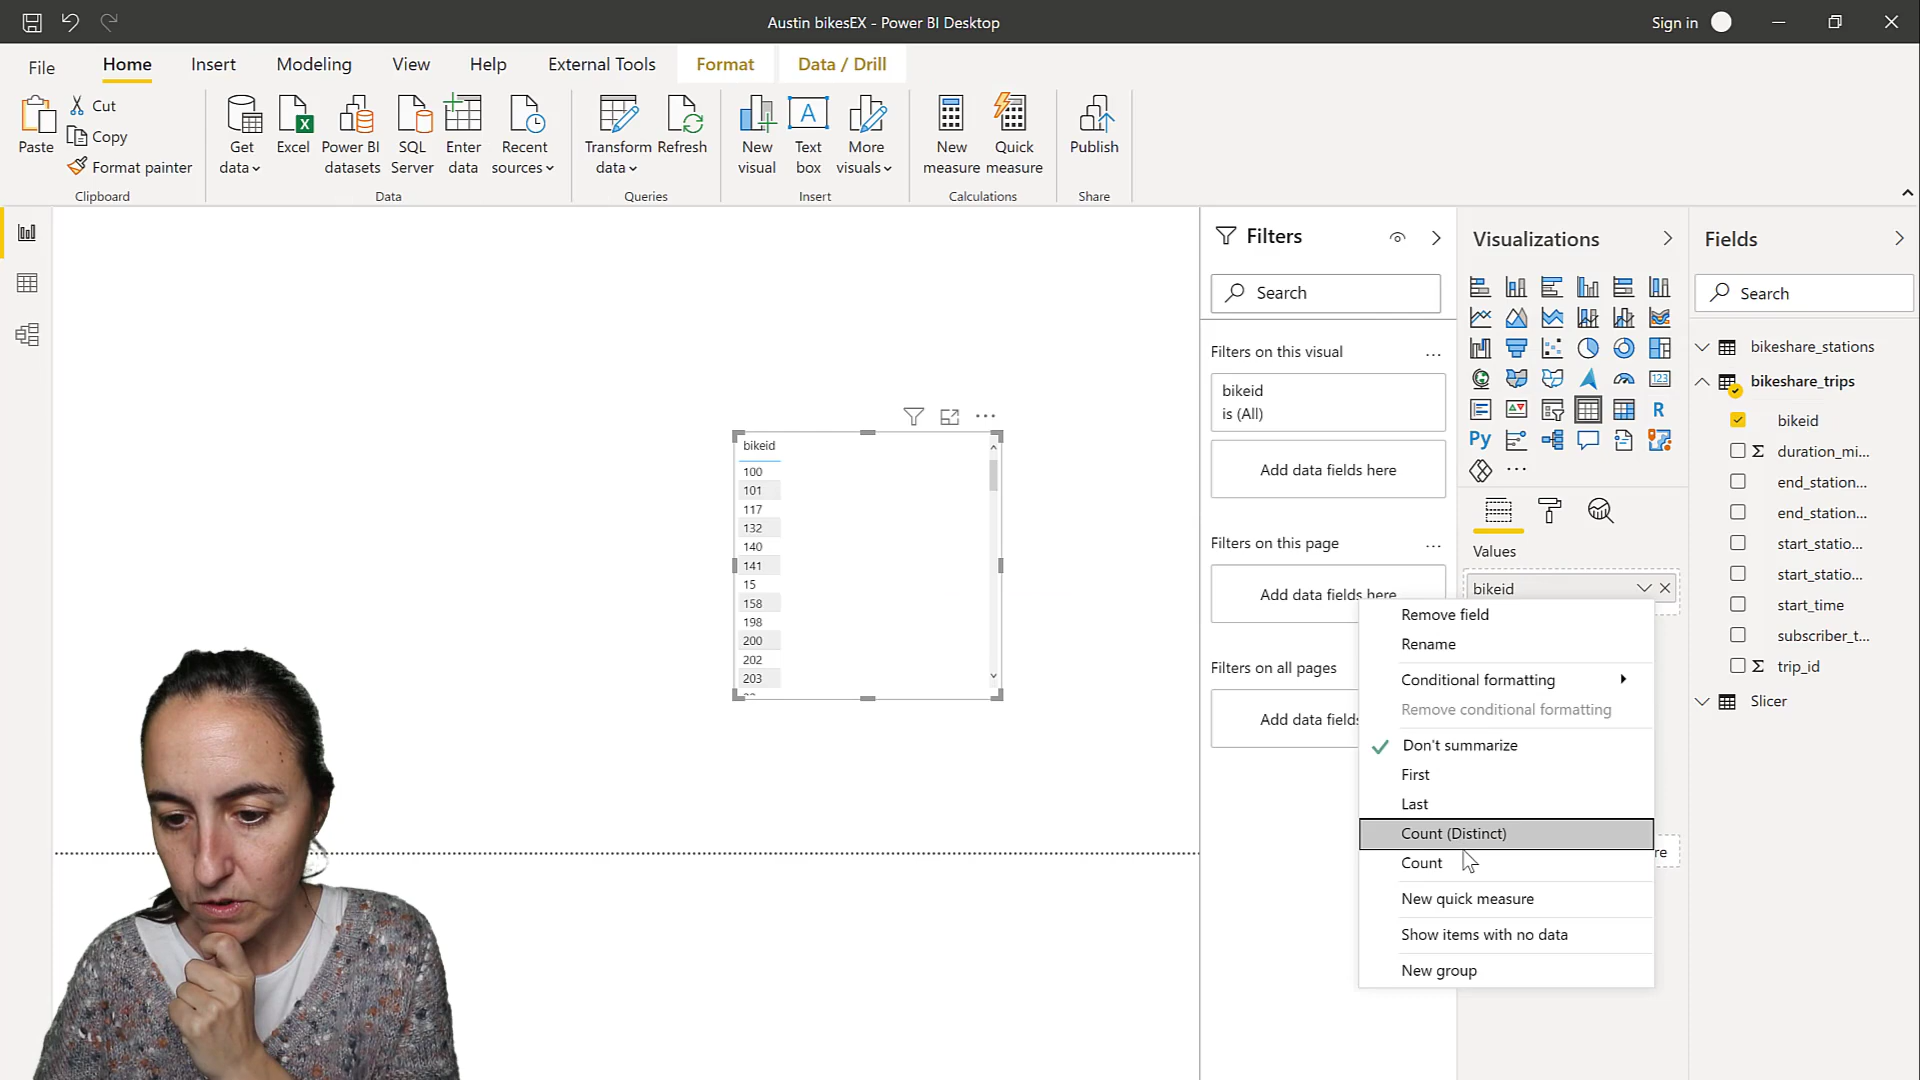 Austin bikesEX - Power BI Desktop
Sign in
File
Home
Insert
Modeling
View
Help
External Tools
Format
Data / Drill
Paste
Cut
Copy
Format painter
Clipboard
Get data
Excel
Power BI datasets
SQL Server
Enter data
Recent sources
Data
Transform data
Refresh
Queries
New visual
A
Text box
More visuals
Insert
New measure
Quick measure
Calculations
Publish
Share
bikeid
100
101
117
132
140
141
15
158
198
200
202
203
Filters
Search
Filters on this visual
...
bikeid
is (All)
Add data fields here
Filters on this page
...
Add data fields here
Filters on all pages
Add data fields
Visualizations
123
R
Py
...
Values
bikeid
Remove field
Rename
Conditional formatting
Remove conditional formatting
Don't summarize
First
Last
Count (Distinct)
Count
New quick measure
Show items with no data
New group
re
Fields
Search
bikeshare_stations
bikeshare_trips
bikeid
Σ duration_mi...
end_station...
end_station...
start_statio...
start_statio...
start_time
subscriber_t...
Σ trip_id
Slicer